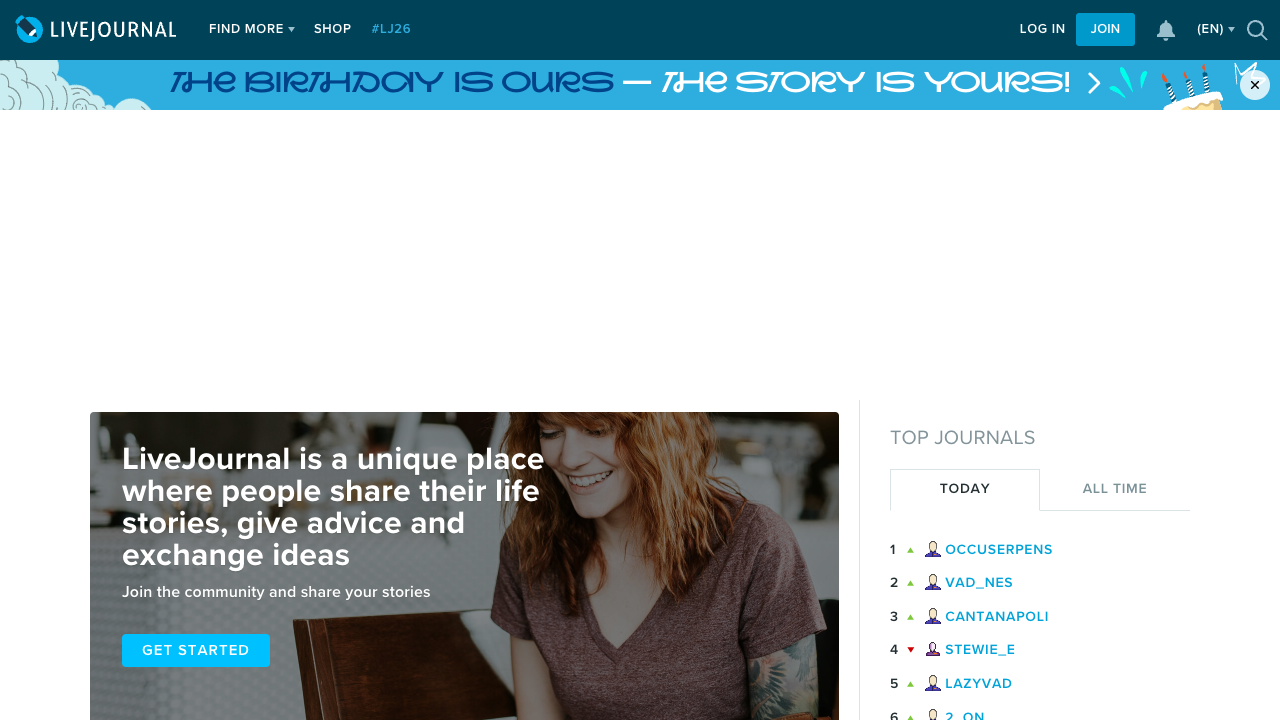 LIVEJOURNAL
FIND MORE
SHOP
#LJ26
LOG IN
JOIN
(EN)
THE BIRTHDAY IS OURS — THE STORY IS YOURS!
LiveJournal is a unique place
where people share their life
stories, give advice and
exchange ideas
Join the community and share your stories
GET STARTED
TOP JOURNALS
TODAY
ALL TIME
1 OCCUSERPENS
2 VAD_NES
3 CANTANAPOLI
4 STEWIE_E
5 LAZYVAD
6 2_ON